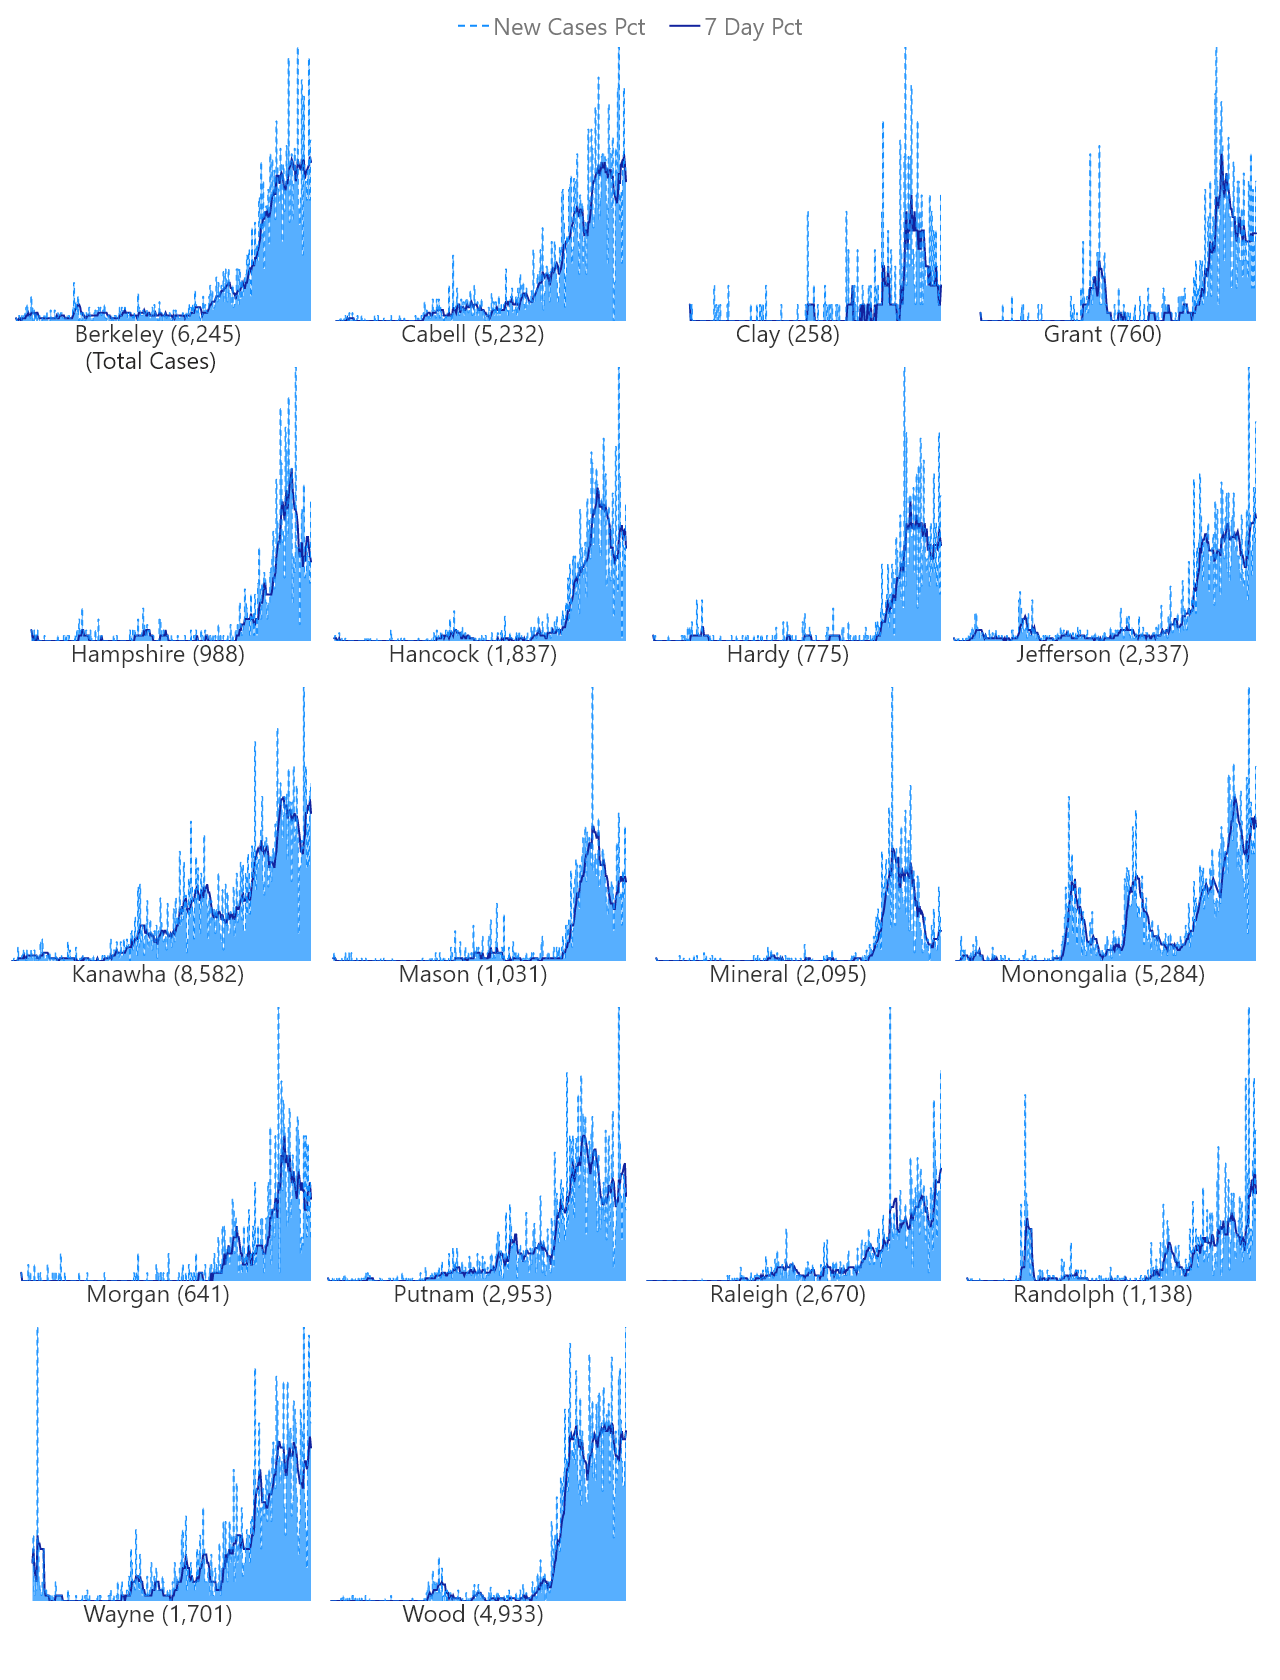 New Cases Pct 7 Day Pct
Berkeley (6,245) Cabell (5,232) Clay (258) Grant (760)
(Total Cases)
Hampshire (988) Hancock (1,837) Hardy (775) Jefferson (2,337)
Kanawha (8,582) Mason (1,031) Mineral (2,095) Monongalia (5,284)
Morgan (641) Putnam (2,953) Raleigh (2,670) Randolph (1,138)
Wayne (1,701) Wood (4,933)